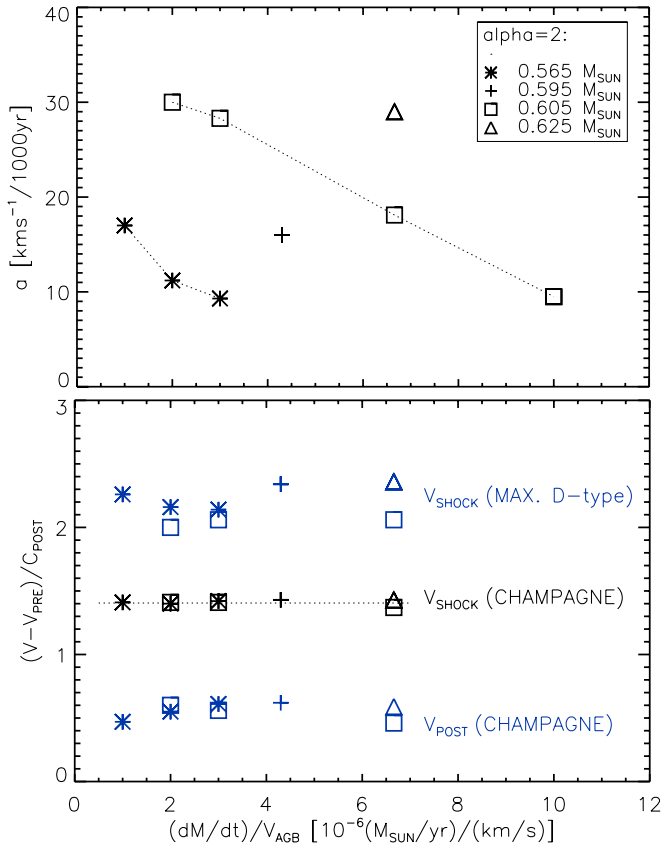 40
30
20
10
0
a [kms⁻¹/1000yr]
alpha=2:
0.565 M_SUN
0.595 M_SUN
0.605 M_SUN
0.625 M_SUN
3
2
1
0
(V−V_PRE)/C_POST
V_SHOCK (MAX. D−type)
V_SHOCK (CHAMPAGNE)
V_POST (CHAMPAGNE)
0 2 4 6 8 10 12
(dM/dt)/V_AGB [10⁻⁶(M_SUN/yr)/(km/s)]